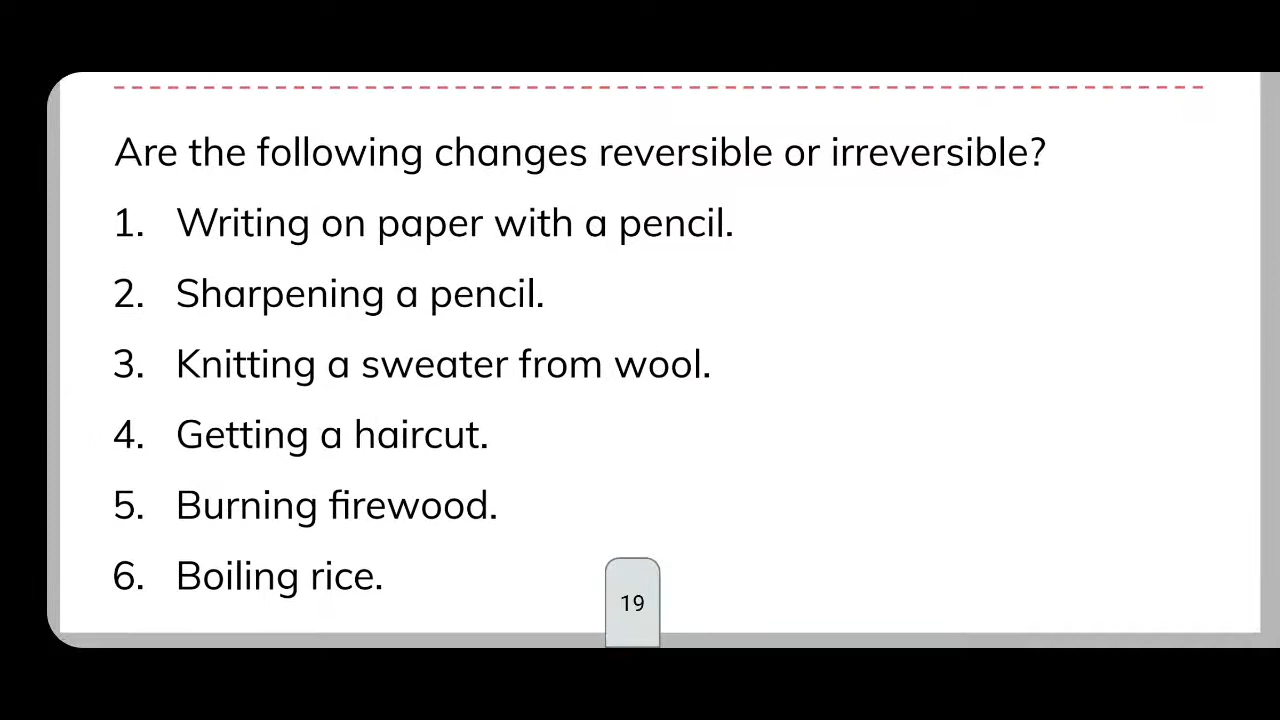 Are the following changes reversible or irreversible?
1. Writing on paper with a pencil.
2. Sharpening a pencil.
3. Knitting a sweater from wool.
4. Getting a haircut.
5. Burning firewood.
6. Boiling rice.
19